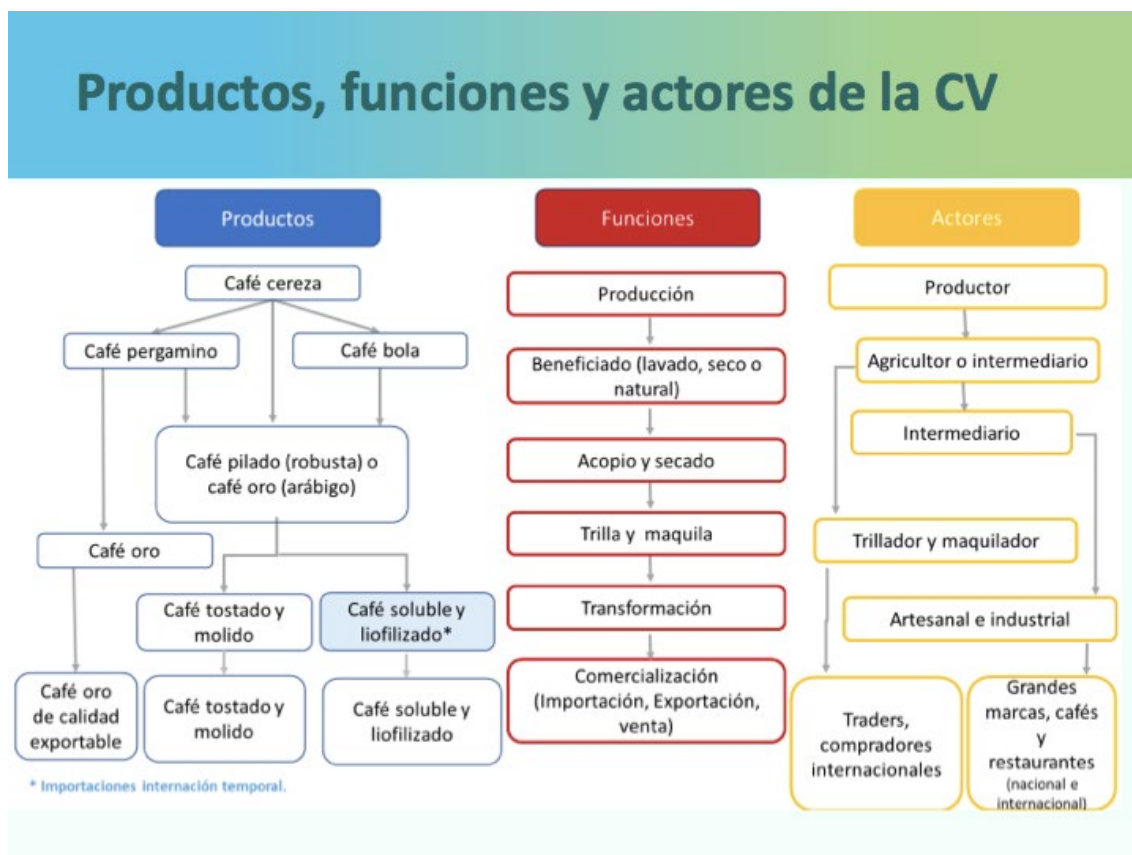 Productos, funciones y actores de la CV
Productos
Café cereza
Café pergamino
Café bola
Café pilado (robusta) o
café oro (arábigo)
Café oro
Café tostado y
molido
Café soluble y
liofilizado*
Café oro
de calidad
exportable
Café tostado y
molido
Café soluble y
liofilizado
* Importaciones internación temporal.
Funciones
Producción
Beneficiado (lavado, seco o
natural)
Acopio y secado
Trilla y maquila
Transformación
Comercialización
(Importación, Exportación,
venta)
Actores
Productor
Agricultor o intermediario
Intermediario
Trillador y maquilador
Artesanal e industrial
Traders,
compradores
internacionales
Grandes
marcas, cafés
y
restaurantes
(nacional e
internacional)